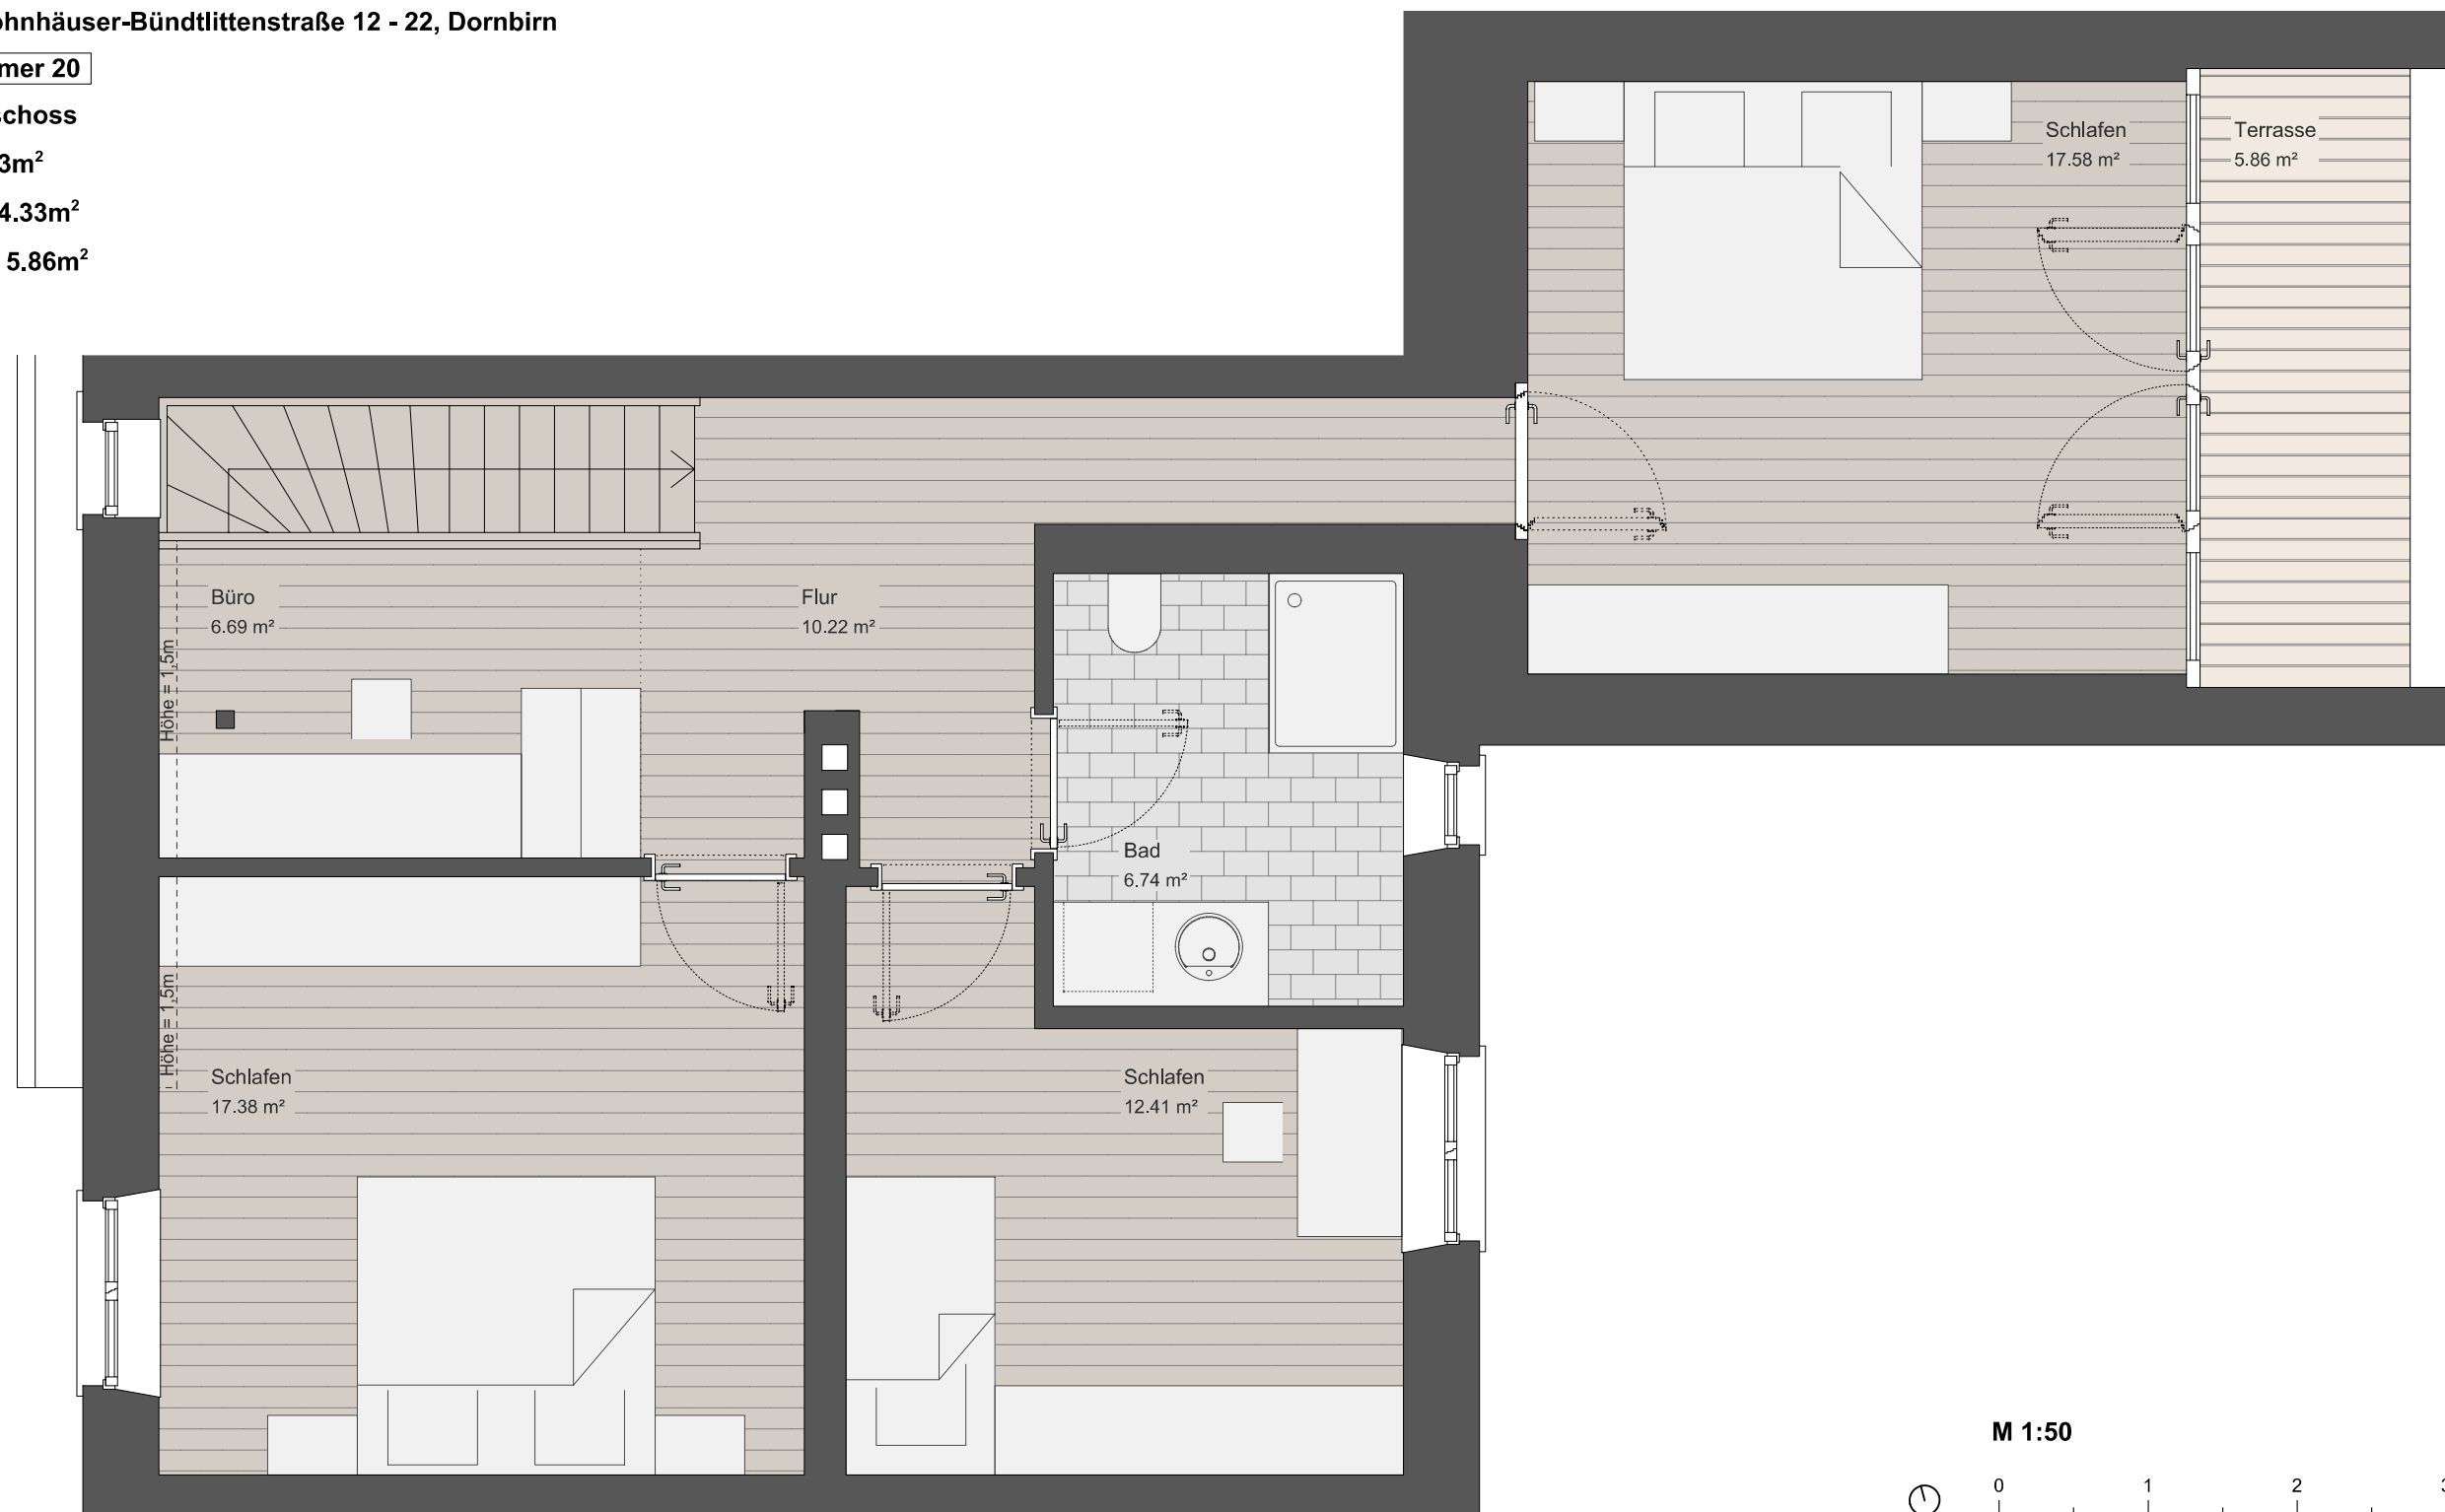 ohnhäuser-Bündtlittenstraße 12 - 22, Dornbirn
mer 20
schoss
3m²
4.33m²
5.86m²
Schlafen
17.58 m²
Terrasse
5.86 m²
Büro
6.69 m²
Flur
10.22 m²
Höhe = 1,5m
Bad
6.74 m²
Höhe = 1,5m
Schlafen
17.38 m²
Schlafen
12.41 m²
M 1:50
0 1 2 3